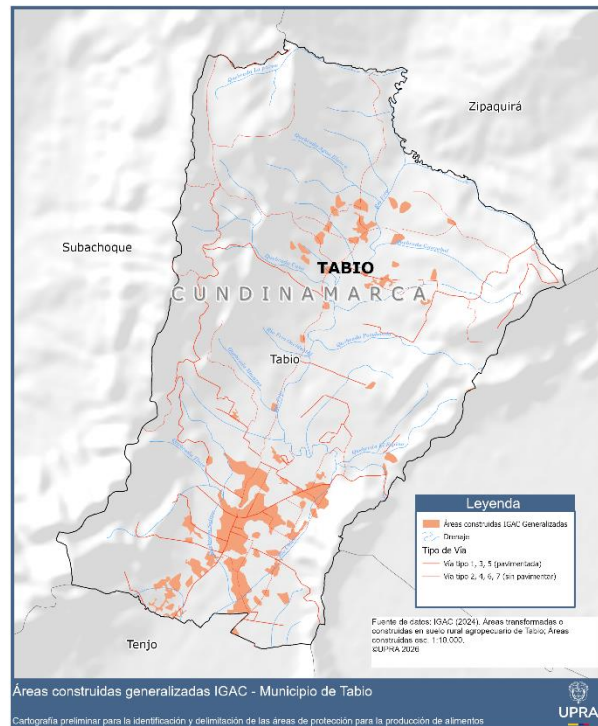 Zipaquirá
Subachoque
TABIO
CUNDINAMARCA
Tabio
Tenjo
Leyenda
Áreas construidas IGAC Generalizadas
Drenaje
Tipo de Vía
Vía tipo 1, 3, 5 (pavimentada)
Vía tipo 2, 4, 6, 7 (sin pavimentar)
Fuente de datos: IGAC (2024). Áreas transformadas o
construidas en suelo rural agropecuario de Tabio; Áreas
construidas esc. 1:10.000.
©UPRA 2026
Áreas construidas generalizadas IGAC - Municipio de Tabio
Cartografía preliminar para la identificación y delimitación de las áreas de protección para la producción de alimentos
UPRA